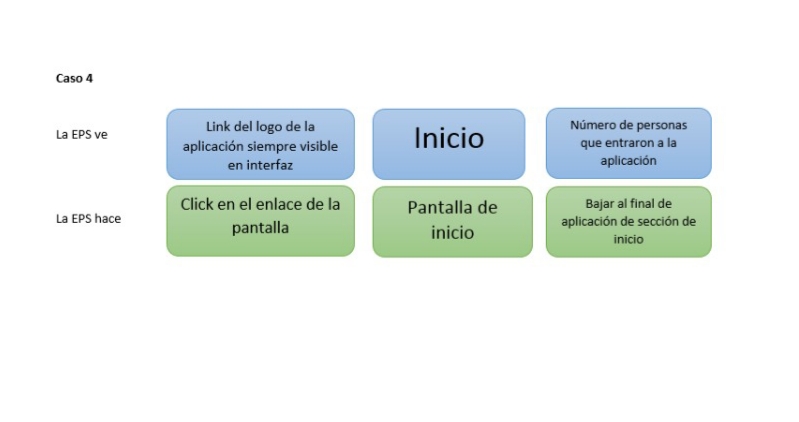 Caso 4
La EPS ve
Link del logo de la
aplicación siempre visible
en interfaz
Inicio
Número de personas
que entraron a la
aplicación
La EPS hace
Click en el enlace de la
pantalla
Pantalla de
inicio
Bajar al final de
aplicación de sección de
inicio